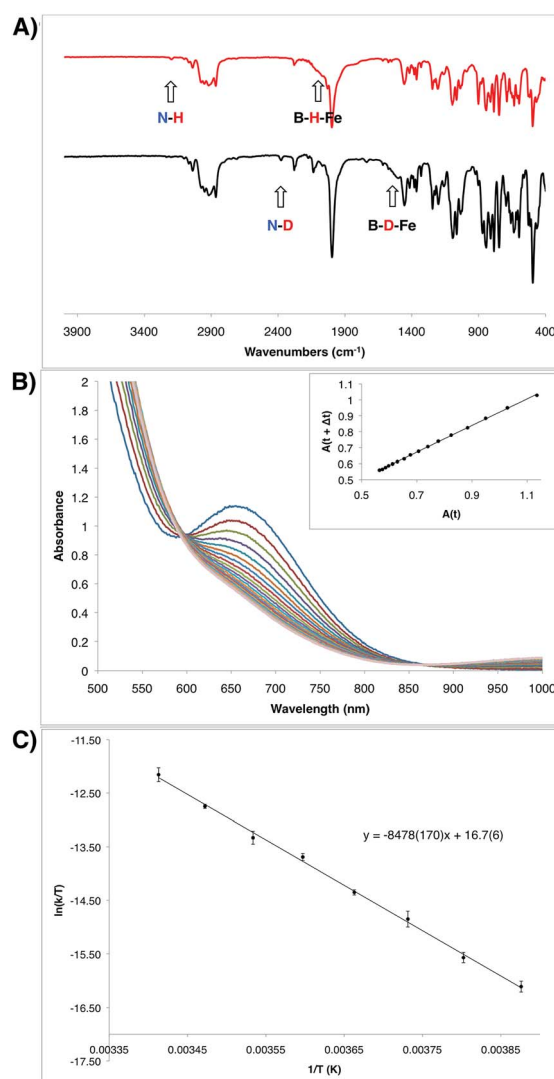 A)
N-H
B-H-Fe
N-D
B-D-Fe
3900 3400 2900 2400 1900 1400 900 400
Wavenumbers (cm-1)
B)
2
1.8
1.6
1.4
1.2
1
0.8
0.6
0.4
0.2
0
Absorbance
500 550 600 650 700 750 800 850 900 950 1000
Wavelength (nm)
1.1
1
0.9
0.8
0.7
0.6
0.5
A(t + Δt)
0.5 0.7 0.9 1.1
A(t)
C)
-11.50
-12.50
-13.50
-14.50
-15.50
-16.50
-17.50
ln(k/T)
y = -8478(170)x + 16.7(6)
0.00335 0.00345 0.00355 0.00365 0.00375 0.00385
1/T (K)